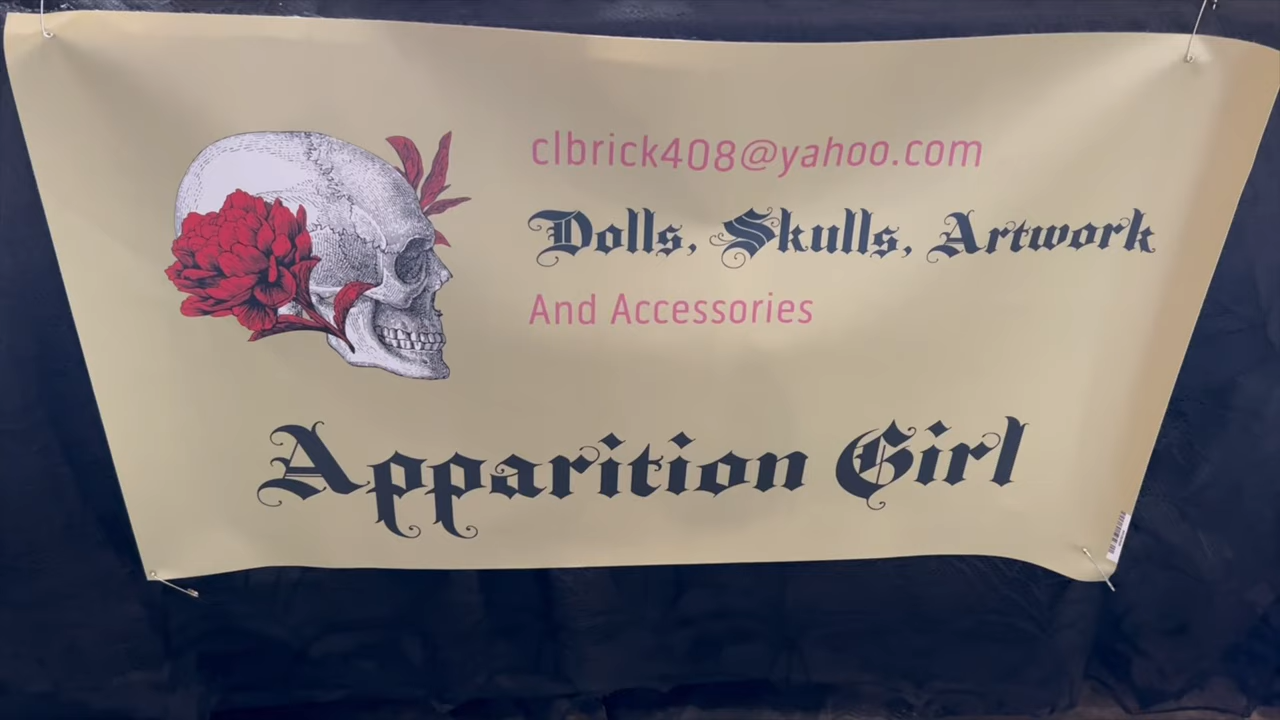 clbrick408@yahoo.com
Dolls, Skulls, Artwork
And Accessories
Apparition Girl